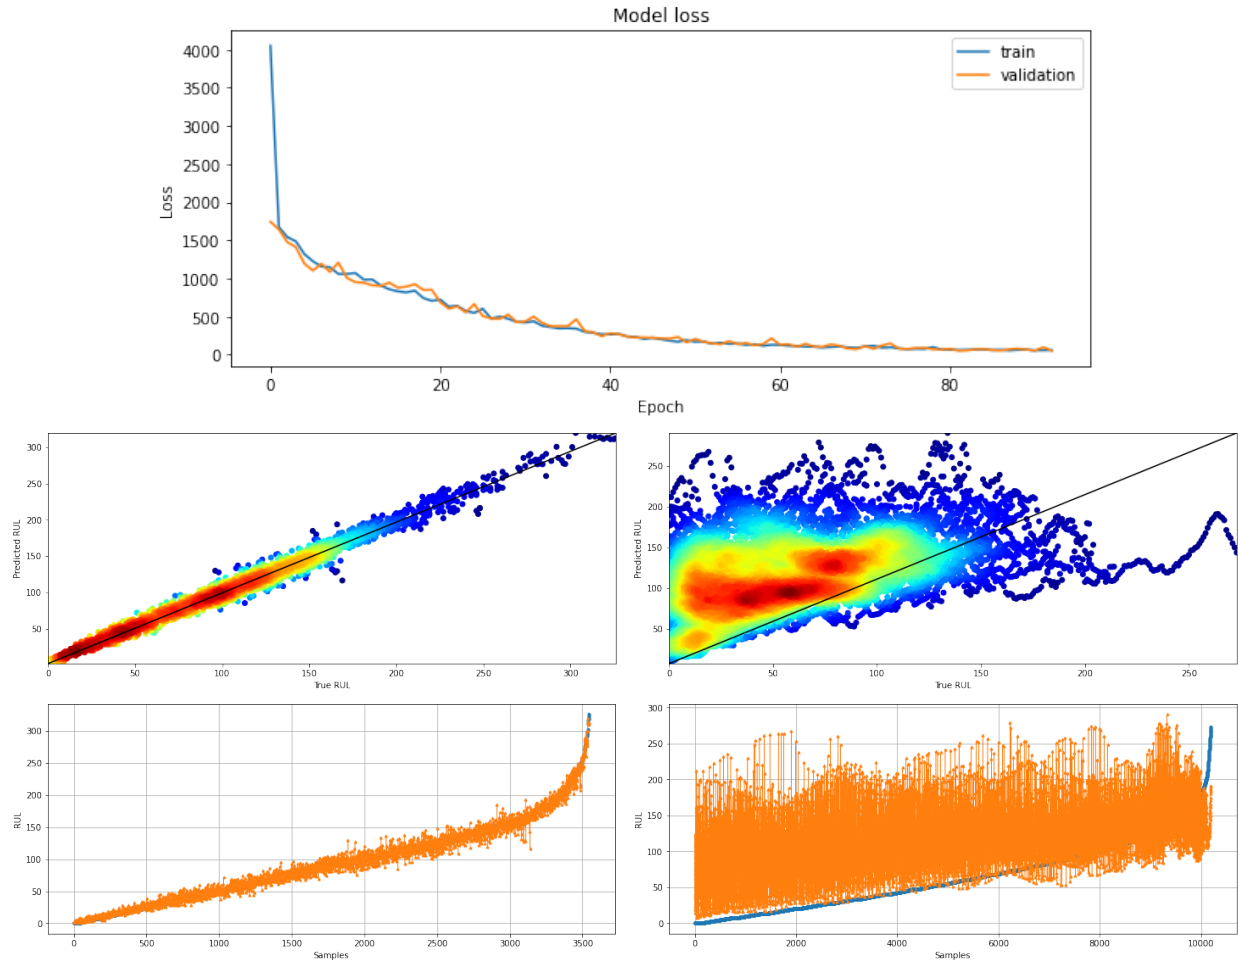 Model loss
train
validation
4000
3500
3000
2500
2000
1500
1000
500
0
Loss
0 20 40 60 80
Epoch
300
250
200
150
100
50
Predicted RUL
0 50 100 150 200 250 300
True RUL
250
200
150
100
50
Predicted RUL
0 50 100 150 200 250
True RUL
300
250
200
150
100
50
0
RUL
0 500 1000 1500 2000 2500 3000 3500
Samples
300
250
200
150
100
50
0
RUL
0 2000 4000 6000 8000 10000
Samples